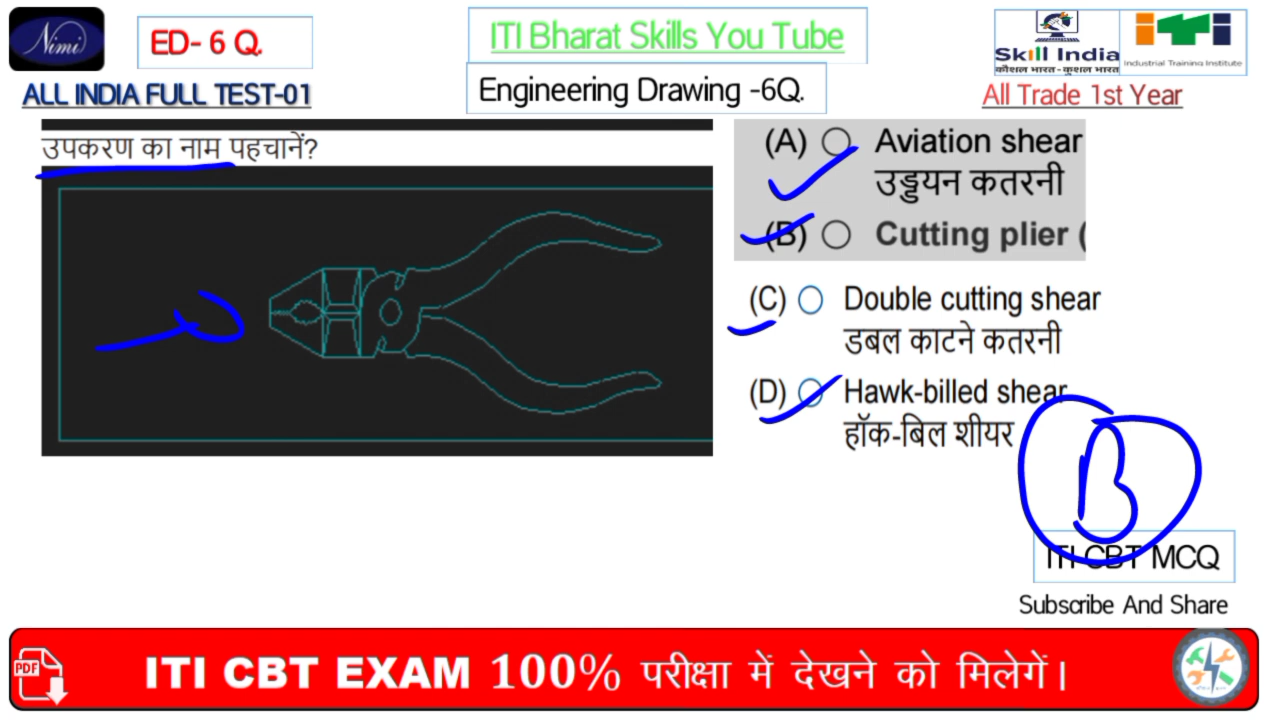 Nimi
ED- 6 Q.
ITI Bharat Skills You Tube
Skill India
कौशल भारत - कुशल भारत
iTi
Industrial Training Institute
ALL INDIA FULL TEST-01
Engineering Drawing -6Q.
All Trade 1st Year
उपकरण का नाम पहचानें?
(A) Aviation shear
उड्डयन कतरनी
(B) Cutting plier (
(C) Double cutting shear
डबल काटने कतरनी
(D) Hawk-billed shear
हॉक-बिल शीयर
B
ITI CBT MCQ
Subscribe And Share
PDF
ITI CBT EXAM 100% परीक्षा में देखने को मिलेगें।